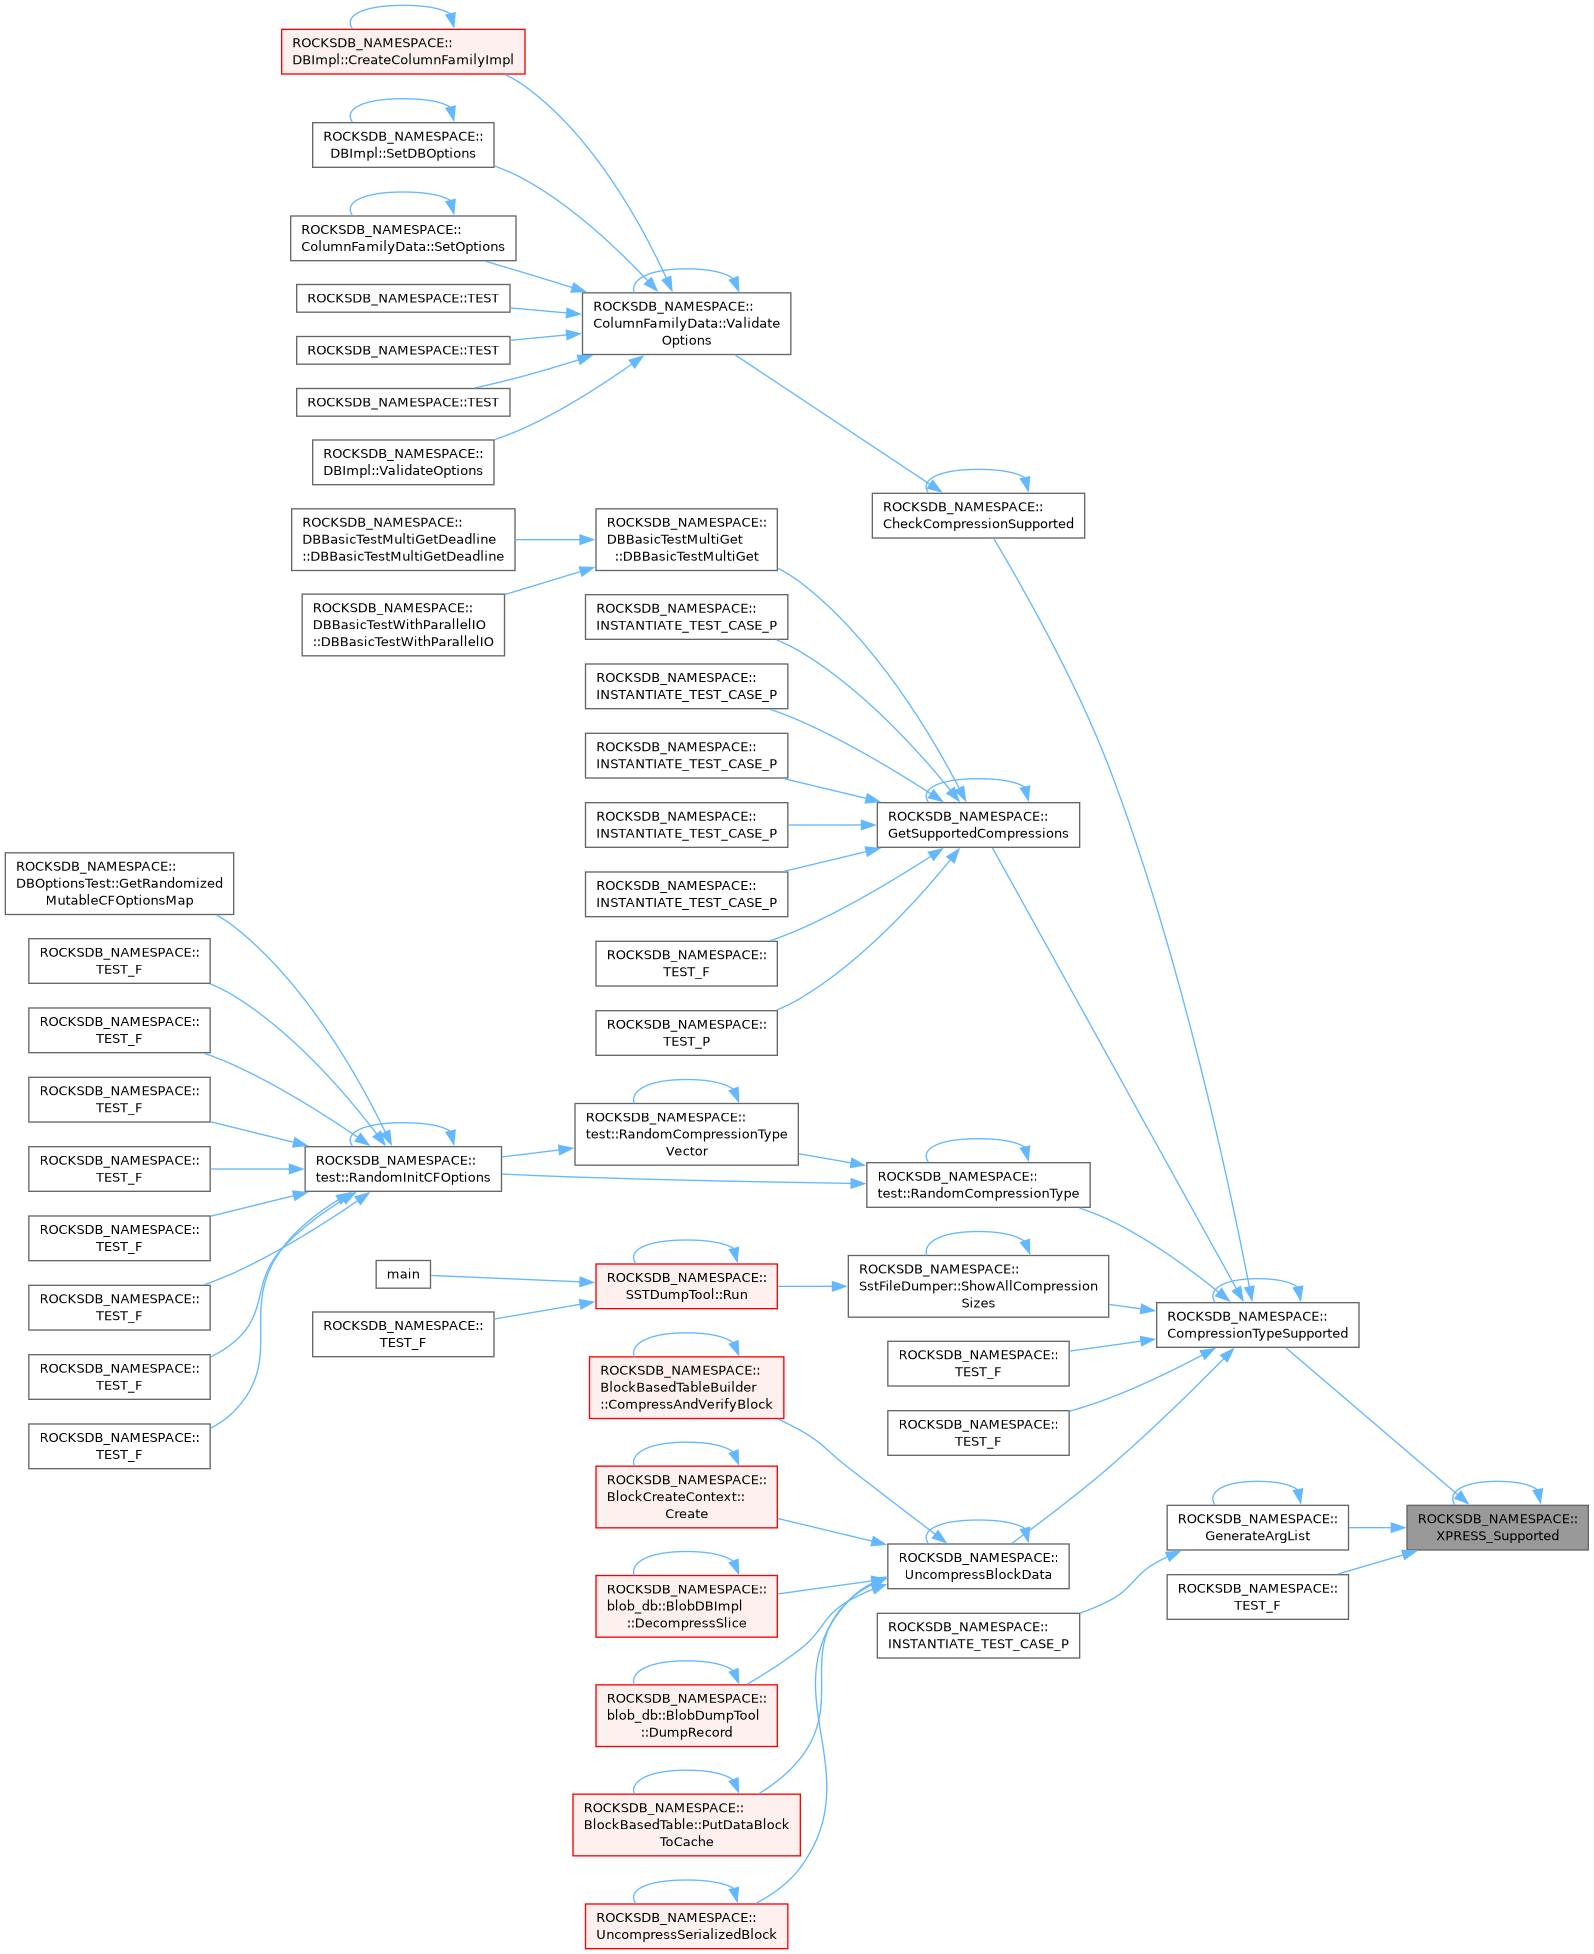 ROCKSDB_NAMESPACE::
DBImpl::CreateColumnFamilyImpl
ROCKSDB_NAMESPACE::
DBImpl::SetDBOptions
ROCKSDB_NAMESPACE::
ColumnFamilyData::SetOptions
ROCKSDB_NAMESPACE::TEST
ROCKSDB_NAMESPACE::TEST
ROCKSDB_NAMESPACE::TEST
ROCKSDB_NAMESPACE::
DBImpl::ValidateOptions
ROCKSDB_NAMESPACE::
ColumnFamilyData::Validate
Options
ROCKSDB_NAMESPACE::
CheckCompressionSupported
ROCKSDB_NAMESPACE::
DBBasicTestMultiGetDeadline
::DBBasicTestMultiGetDeadline
ROCKSDB_NAMESPACE::
DBBasicTestWithParallelIO
::DBBasicTestWithParallelIO
ROCKSDB_NAMESPACE::
DBBasicTestMultiGet
::DBBasicTestMultiGet
ROCKSDB_NAMESPACE::
INSTANTIATE_TEST_CASE_P
ROCKSDB_NAMESPACE::
INSTANTIATE_TEST_CASE_P
ROCKSDB_NAMESPACE::
INSTANTIATE_TEST_CASE_P
ROCKSDB_NAMESPACE::
INSTANTIATE_TEST_CASE_P
ROCKSDB_NAMESPACE::
INSTANTIATE_TEST_CASE_P
ROCKSDB_NAMESPACE::
TEST_F
ROCKSDB_NAMESPACE::
TEST_P
ROCKSDB_NAMESPACE::
GetSupportedCompressions
ROCKSDB_NAMESPACE::
DBOptionsTest::GetRandomized
MutableCFOptionsMap
ROCKSDB_NAMESPACE::
TEST_F
ROCKSDB_NAMESPACE::
TEST_F
ROCKSDB_NAMESPACE::
TEST_F
ROCKSDB_NAMESPACE::
TEST_F
ROCKSDB_NAMESPACE::
TEST_F
ROCKSDB_NAMESPACE::
TEST_F
ROCKSDB_NAMESPACE::
TEST_F
ROCKSDB_NAMESPACE::
TEST_F
ROCKSDB_NAMESPACE::
test::RandomInitCFOptions
ROCKSDB_NAMESPACE::
test::RandomCompressionType
Vector
ROCKSDB_NAMESPACE::
test::RandomCompressionType
main
ROCKSDB_NAMESPACE::
TEST_F
ROCKSDB_NAMESPACE::
SSTDumpTool::Run
ROCKSDB_NAMESPACE::
SstFileDumper::ShowAllCompression
Sizes
ROCKSDB_NAMESPACE::
TEST_F
ROCKSDB_NAMESPACE::
TEST_F
ROCKSDB_NAMESPACE::
CompressionTypeSupported
ROCKSDB_NAMESPACE::
BlockBasedTableBuilder
::CompressAndVerifyBlock
ROCKSDB_NAMESPACE::
BlockCreateContext::
Create
ROCKSDB_NAMESPACE::
blob_db::BlobDBImpl
::DecompressSlice
ROCKSDB_NAMESPACE::
blob_db::BlobDumpTool
::DumpRecord
ROCKSDB_NAMESPACE::
BlockBasedTable::PutDataBlock
ToCache
ROCKSDB_NAMESPACE::
UncompressSerializedBlock
ROCKSDB_NAMESPACE::
UncompressBlockData
ROCKSDB_NAMESPACE::
INSTANTIATE_TEST_CASE_P
ROCKSDB_NAMESPACE::
GenerateArgList
ROCKSDB_NAMESPACE::
TEST_F
ROCKSDB_NAMESPACE::
XPRESS_Supported